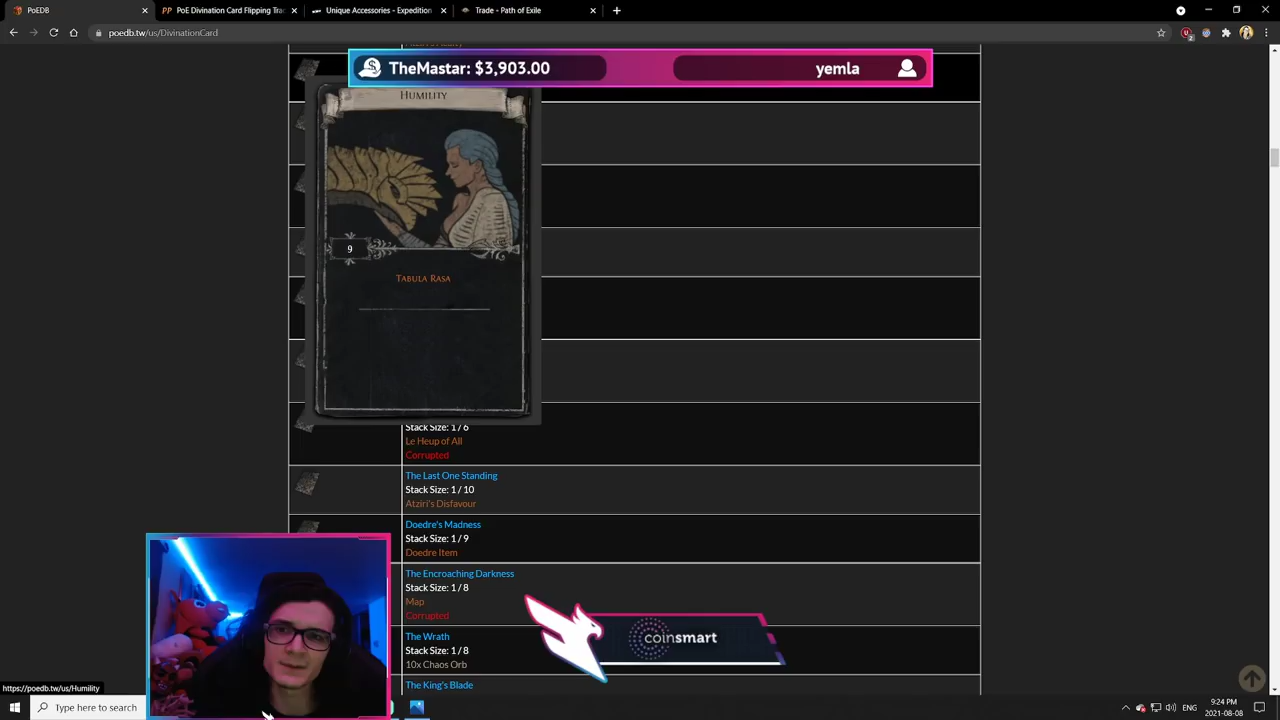 PoEDB
PoE Divination Card Flipping Trac
Unique Accessories - Expedition
Trade - Path of Exile
poedb.tw/us/DivinationCard
TheMastar: $3,903.00
yemla
Humility
9
Tabula Rasa
Stack Size: 1 / 6
Le Heup of All
Corrupted
The Last One Standing
Stack Size: 1 / 10
Atziri's Disfavour
Doedre's Madness
Stack Size: 1 / 9
Doedre Item
The Encroaching Darkness
Stack Size: 1 / 8
Map
Corrupted
coinsmart
The Wrath
Stack Size: 1 / 8
10x Chaos Orb
The King's Blade
https://poedb.tw/us/Humility
Type here to search
ENG
9:24 PM
2021-08-08